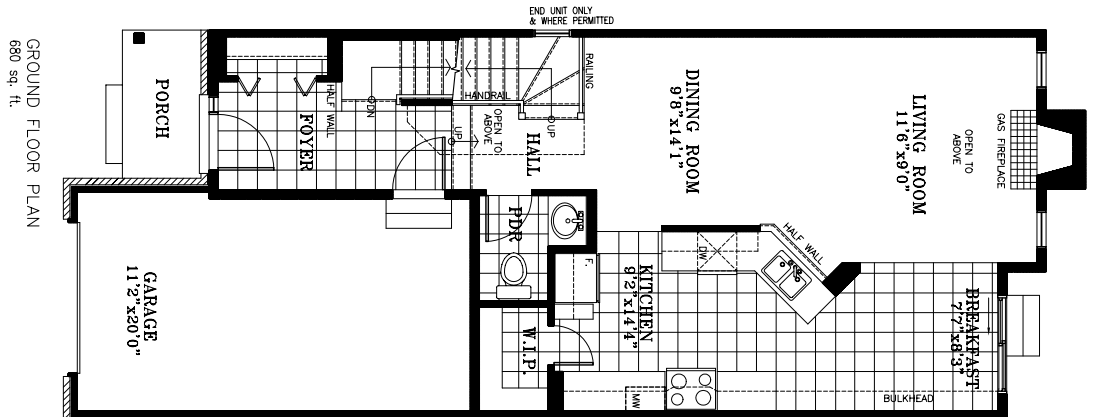 END UNIT ONLY
& WHERE PERMITTED
GROUND FLOOR PLAN
680 sq. ft.
PORCH
FOYER
HALF WALL
DN
HANDRAIL
RAILING
UP
UP
OPEN TO
ABOVE
HALL
DINING ROOM
9'8"x14'1"
LIVING ROOM
11'6"x9'0"
OPEN TO
ABOVE
GAS FIREPLACE
PDR
HALF WALL
DW
F.
KITCHEN
9'2"x14'4"
BREAKFAST
7'7"x8'3"
GARAGE
11'2"x20'0"
W.I.P.
MW
BULKHEAD